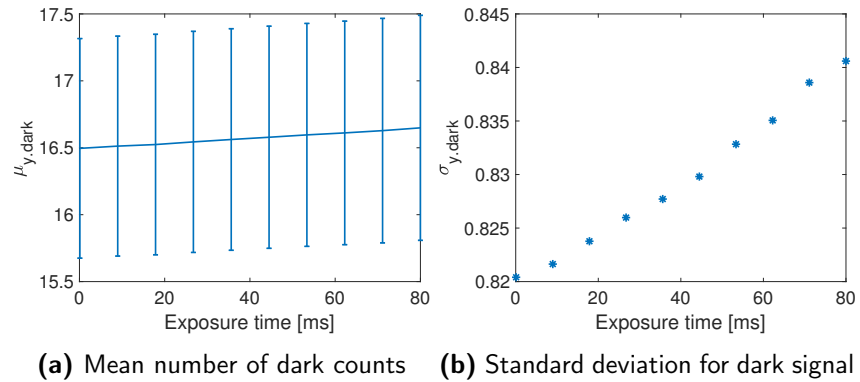 17.5
17
16.5
16
15.5
μy.dark
0 20 40 60 80
Exposure time [ms]
0.845
0.84
0.835
0.83
0.825
0.82
σy.dark
0 20 40 60 80
Exposure time [ms]
(a) Mean number of dark counts
(b) Standard deviation for dark signal